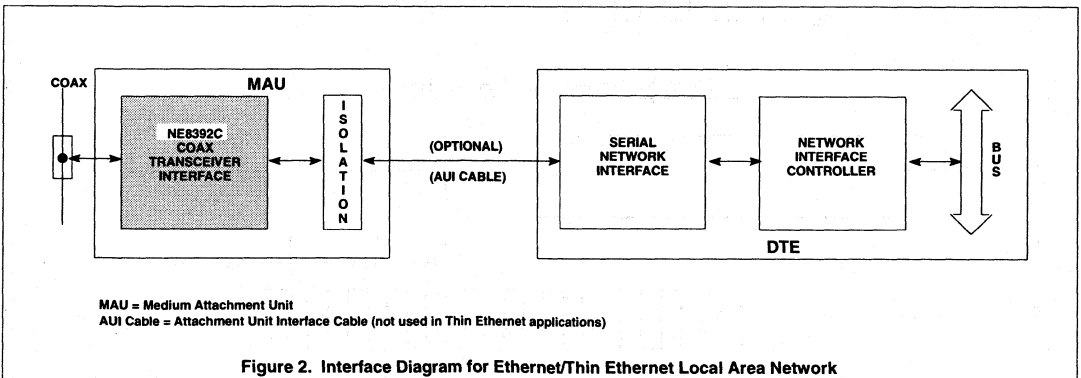 COAX
MAU
NE8392C
COAX
TRANSCEIVER
INTERFACE
ISOLATION
(OPTIONAL)
(AUI CABLE)
SERIAL
NETWORK
INTERFACE
NETWORK
INTERFACE
CONTROLLER
BUS
DTE
MAU = Medium Attachment Unit
AUI Cable = Attachment Unit Interface Cable (not used in Thin Ethernet applications)
Figure 2. Interface Diagram for Ethernet/Thin Ethernet Local Area Network